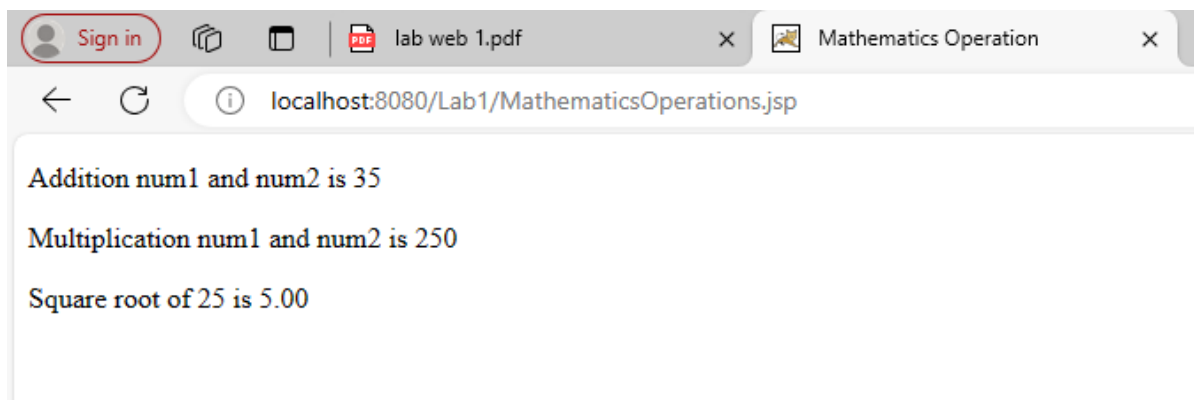 Sign in
lab web 1.pdf
Mathematics Operation
localhost:8080/Lab1/MathematicsOperations.jsp
Addition num1 and num2 is 35
Multiplication num1 and num2 is 250
Square root of 25 is 5.00